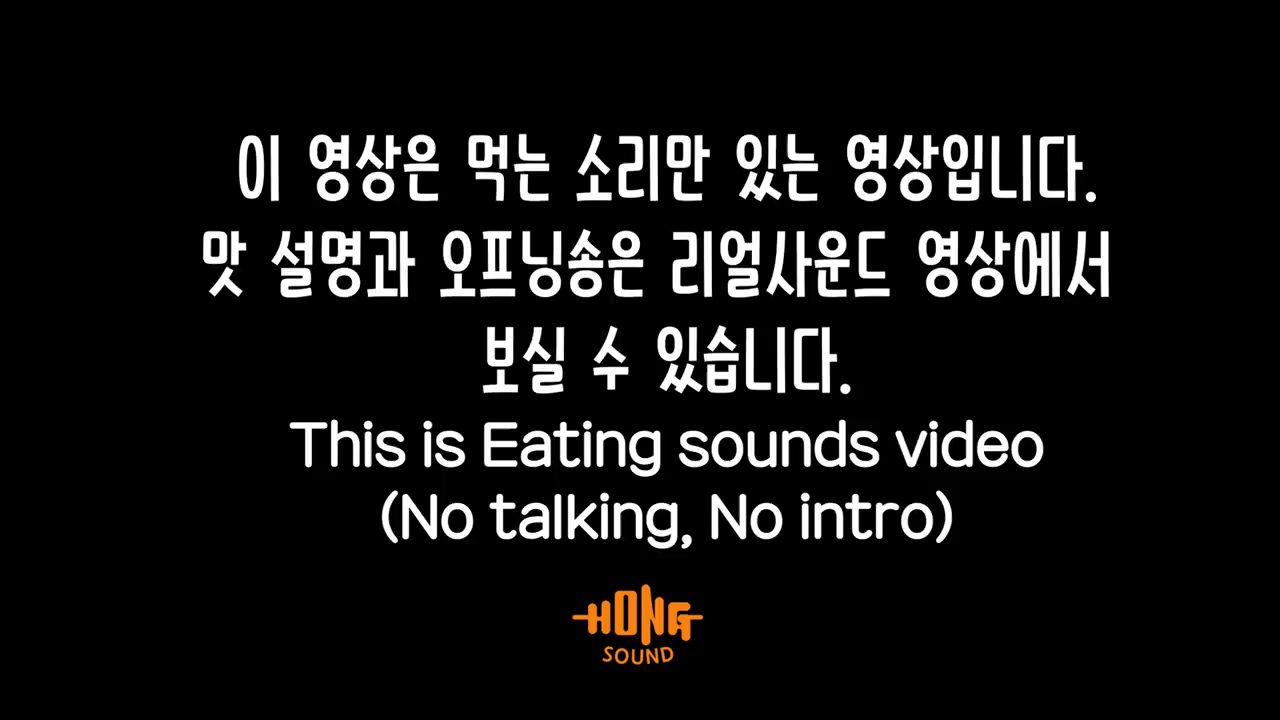 이 영상은 먹는 소리만 있는 영상입니다.
맛 설명과 오프닝송은 리얼사운드 영상에서
보실 수 있습니다.
This is Eating sounds video
(No talking, No intro)
HONG
SOUND